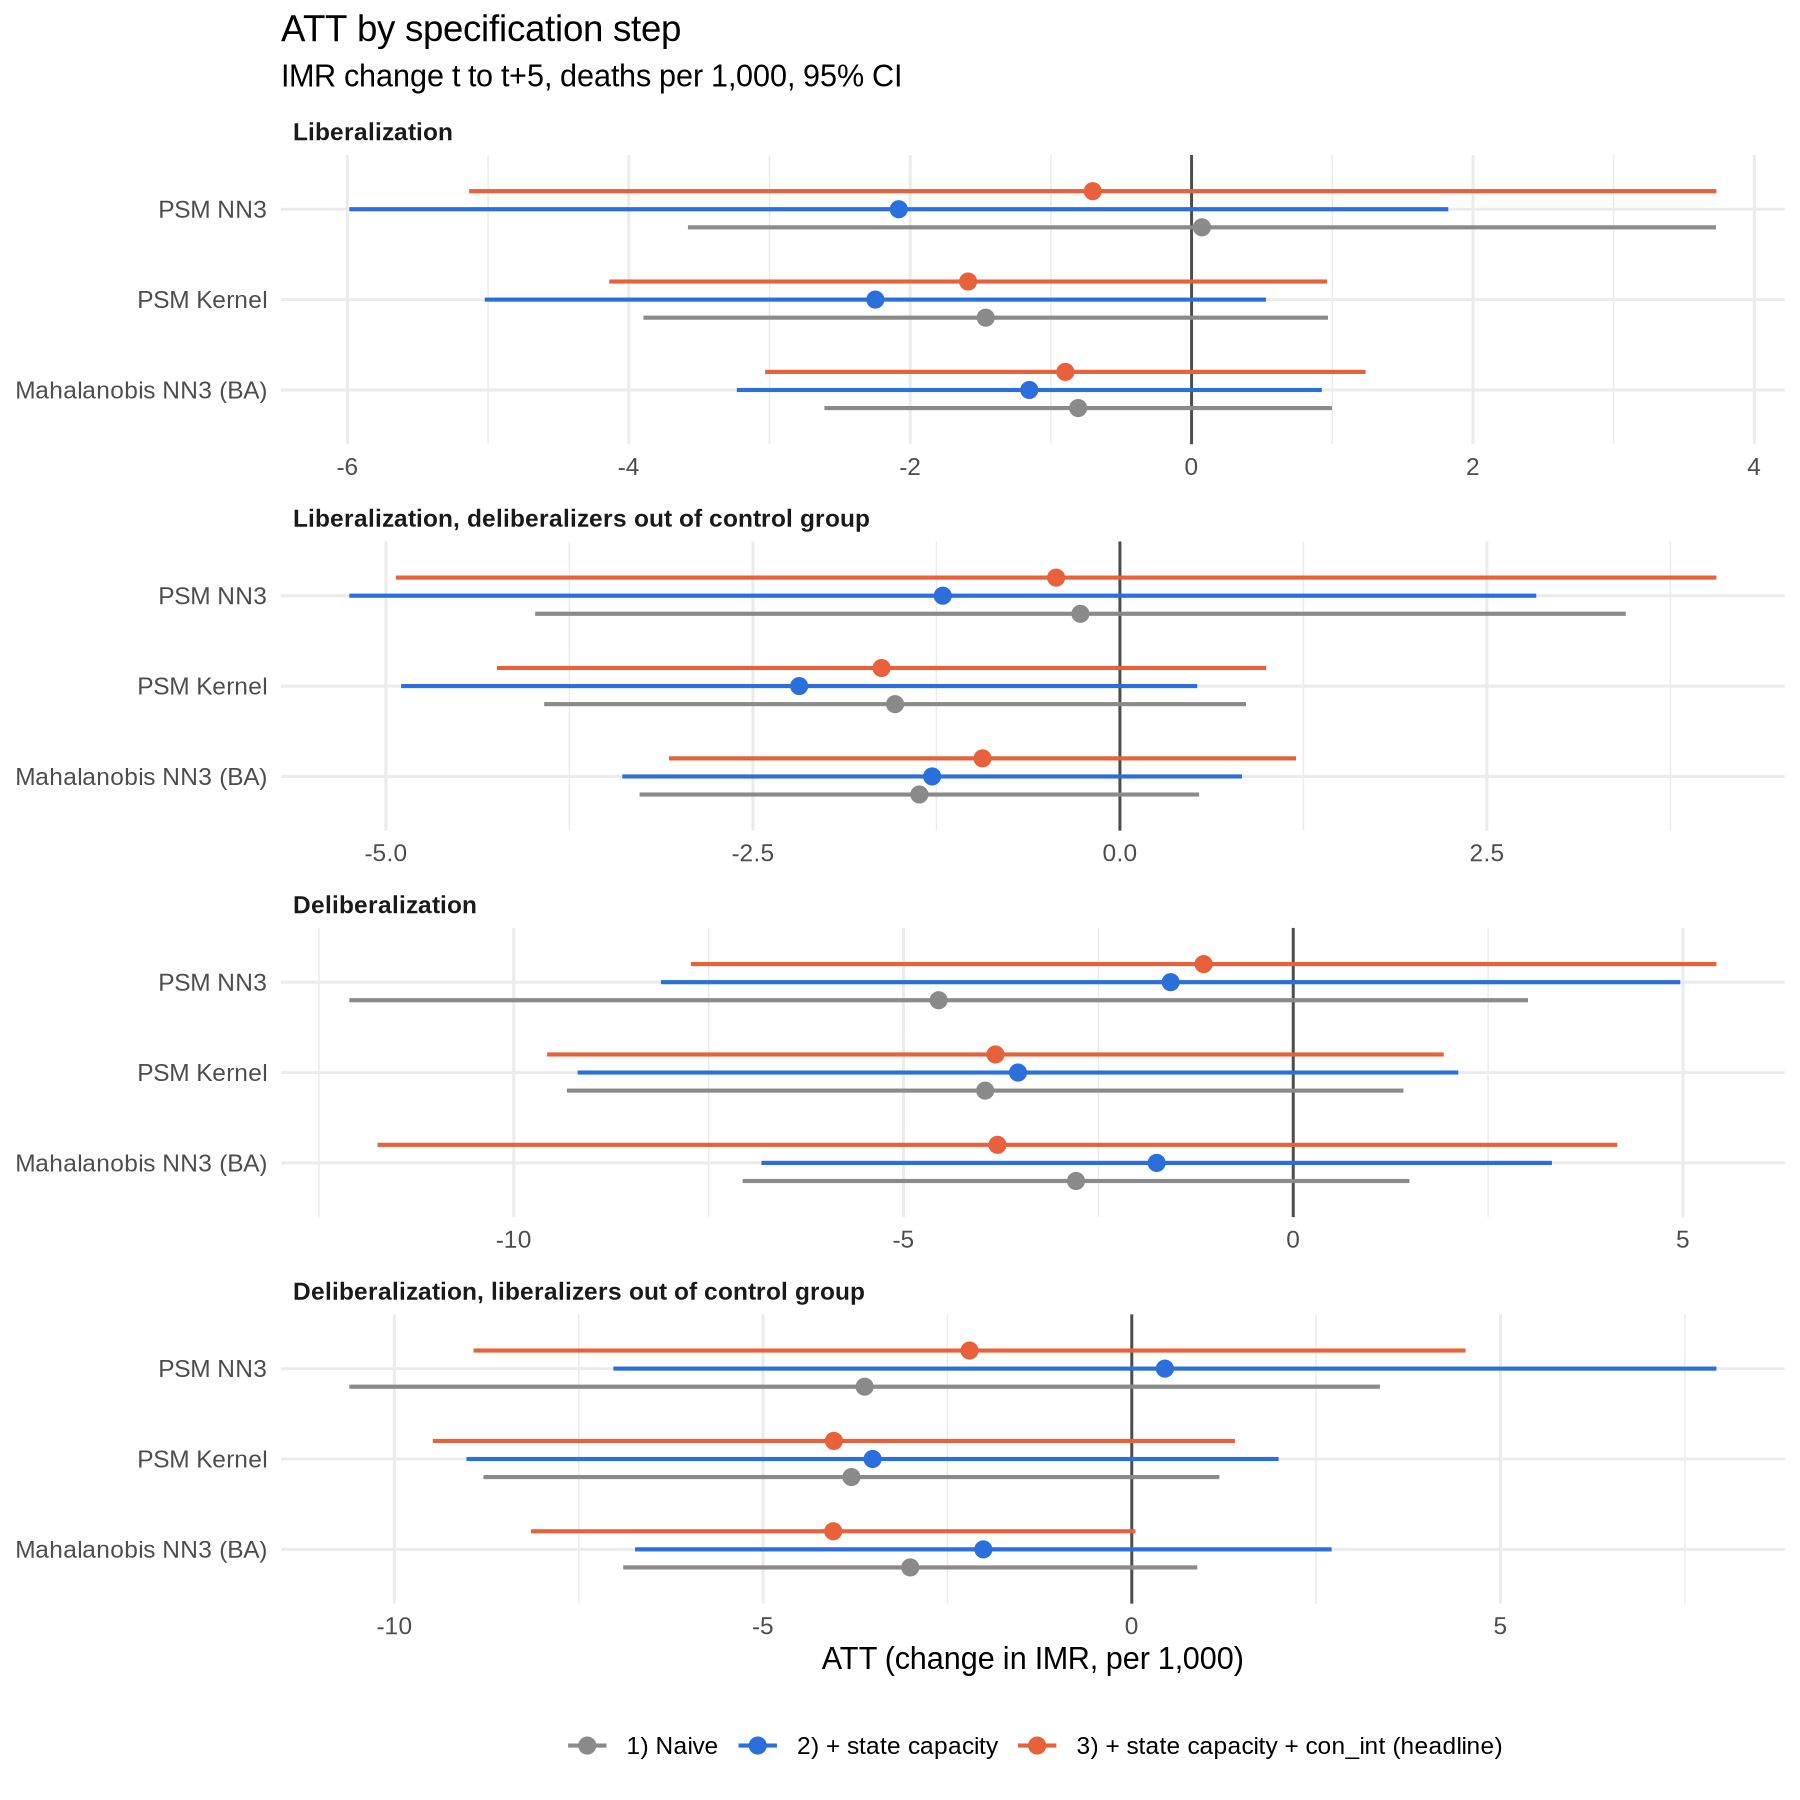 ATT by specification step
IMR change t to t+5, deaths per 1,000, 95% CI
Liberalization
PSM NN3
PSM Kernel
Mahalanobis NN3 (BA)
-6 -4 -2 0 2 4
Liberalization, deliberalizers out of control group
PSM NN3
PSM Kernel
Mahalanobis NN3 (BA)
-5.0 -2.5 0.0 2.5
Deliberalization
PSM NN3
PSM Kernel
Mahalanobis NN3 (BA)
-10 -5 0 5
Deliberalization, liberalizers out of control group
PSM NN3
PSM Kernel
Mahalanobis NN3 (BA)
-10 -5 0 5
ATT (change in IMR, per 1,000)
1) Naive 2) + state capacity 3) + state capacity + con_int (headline)